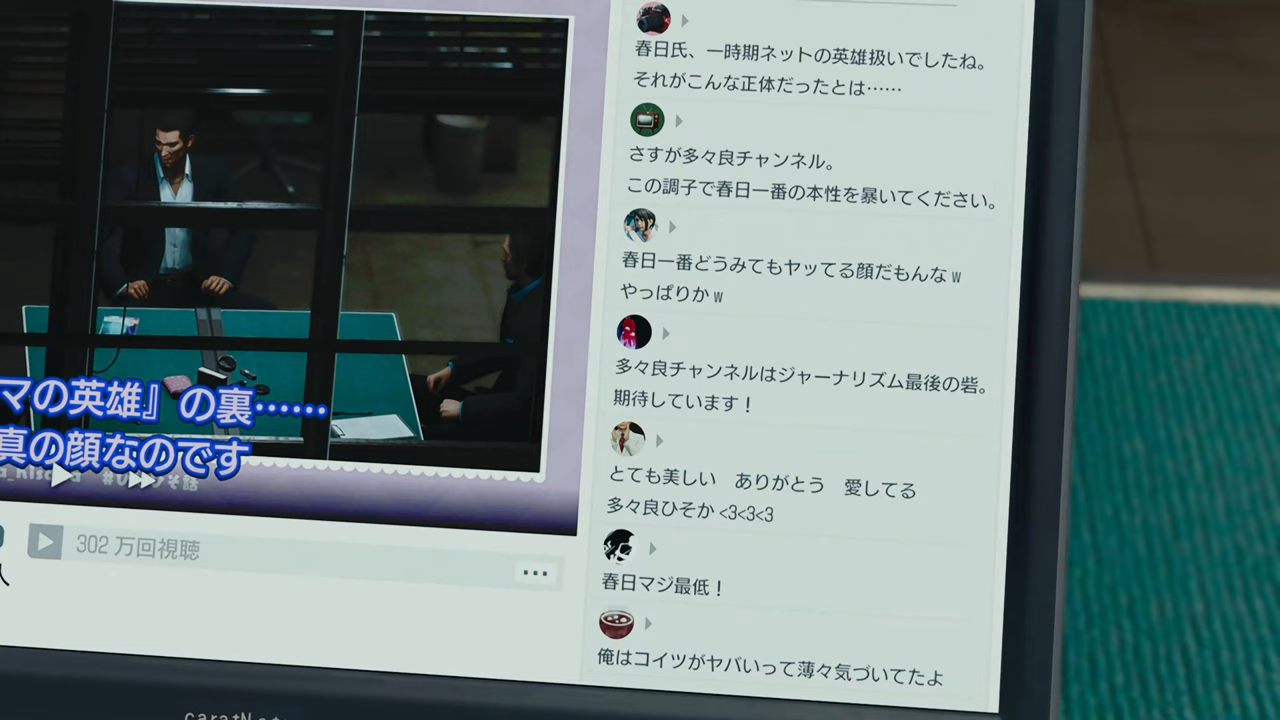 マの英雄』の裏……
真の顔なのです
302 万回視聴
春日氏、一時期ネットの英雄扱いでしたね。
それがこんな正体だったとは……
さすが多々良チャンネル。
この調子で春日一番の本性を暴いてください。
春日一番どうみてもヤッてる顔だもんなｗ
やっぱりかｗ
多々良チャンネルはジャーナリズム最後の砦。
期待しています！
とても美しい　ありがとう　愛してる
多々良ひそか <3<3<3
春日マジ最低！
俺はコイツがヤバいって薄々気づいてたよ